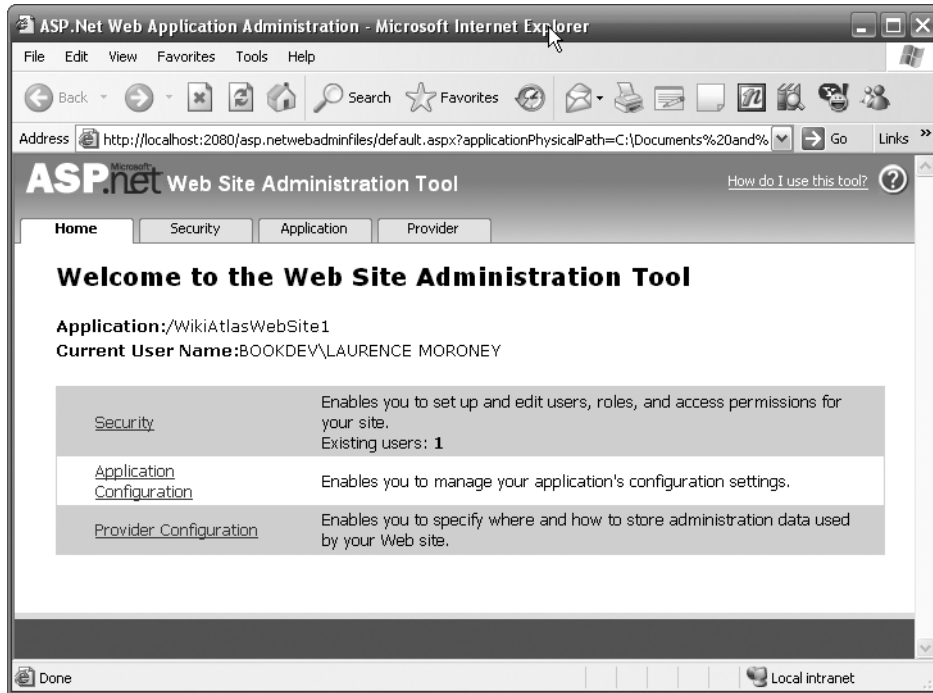 ASP.Net Web Application Administration - Microsoft Internet Explorer
File Edit View Favorites Tools Help
Back Search Favorites
Address http://localhost:2080/asp.netwebadminfiles/default.aspx?applicationPhysicalPath=C:\Documents%20and% Go Links »
Microsoft
ASP.net Web Site Administration Tool How do I use this tool? ?
Home Security Application Provider
Welcome to the Web Site Administration Tool
Application:/WikiAtlasWebSite1
Current User Name:BOOKDEV\LAURENCE MORONEY
Security Enables you to set up and edit users, roles, and access permissions for
your site.
Existing users: 1
Application
Configuration Enables you to manage your application's configuration settings.
Provider Configuration Enables you to specify where and how to store administration data used
by your Web site.
Done Local intranet